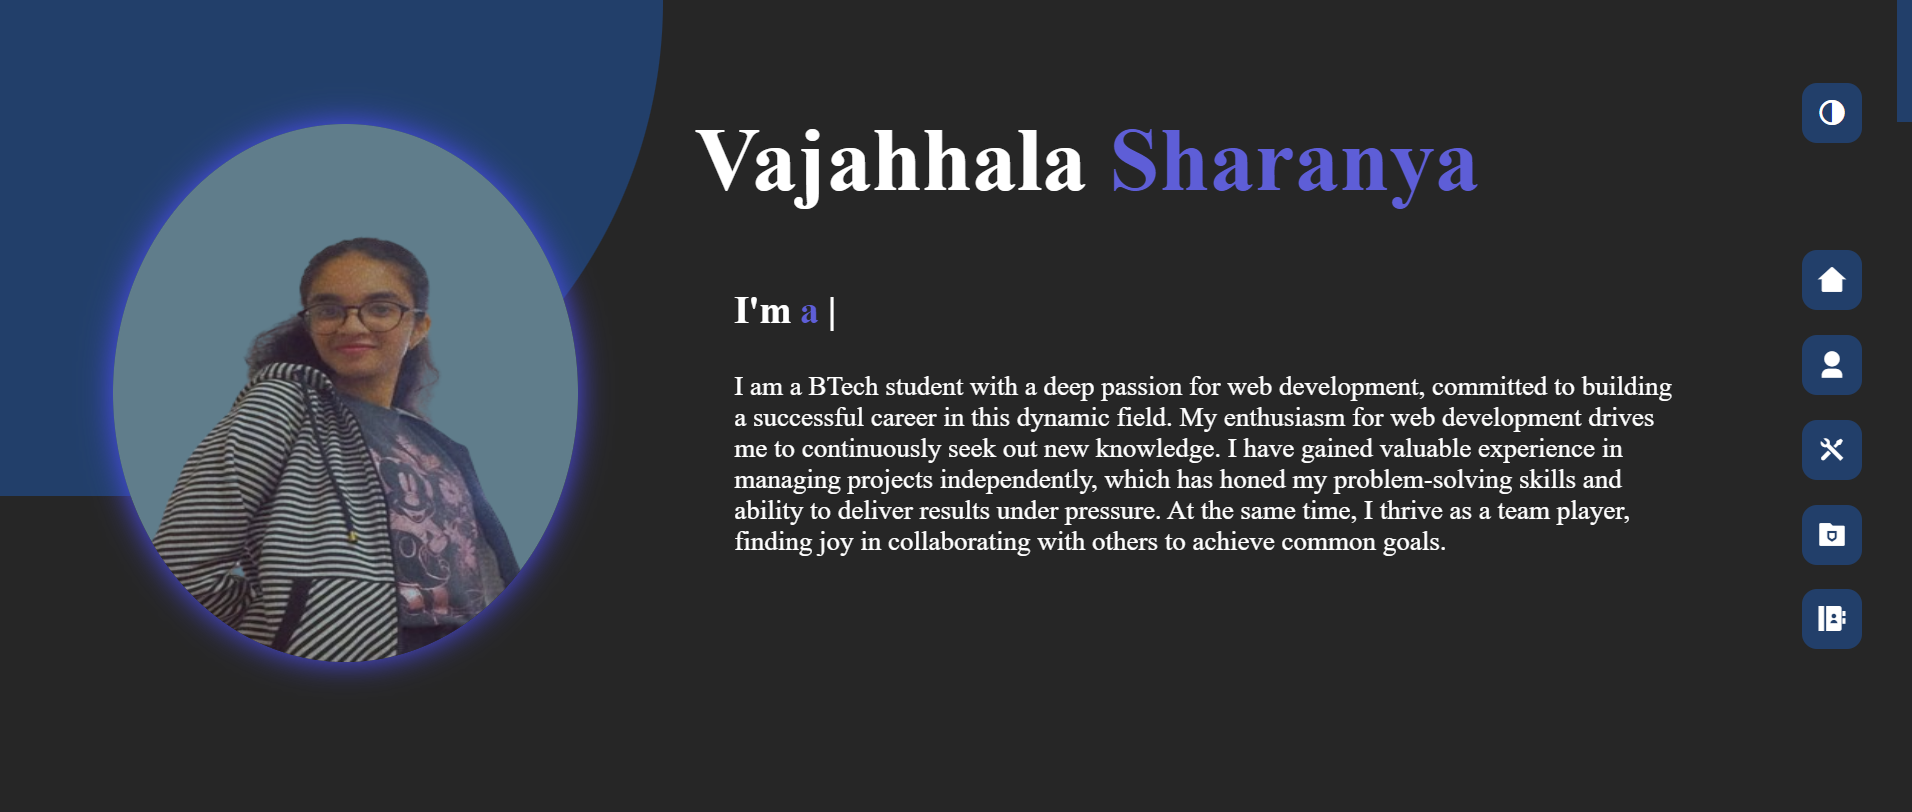 Vajahhala Sharanya
I'm a |
I am a BTech student with a deep passion for web development, committed to building
a successful career in this dynamic field. My enthusiasm for web development drives
me to continuously seek out new knowledge. I have gained valuable experience in
managing projects independently, which has honed my problem-solving skills and
ability to deliver results under pressure. At the same time, I thrive as a team player,
finding joy in collaborating with others to achieve common goals.